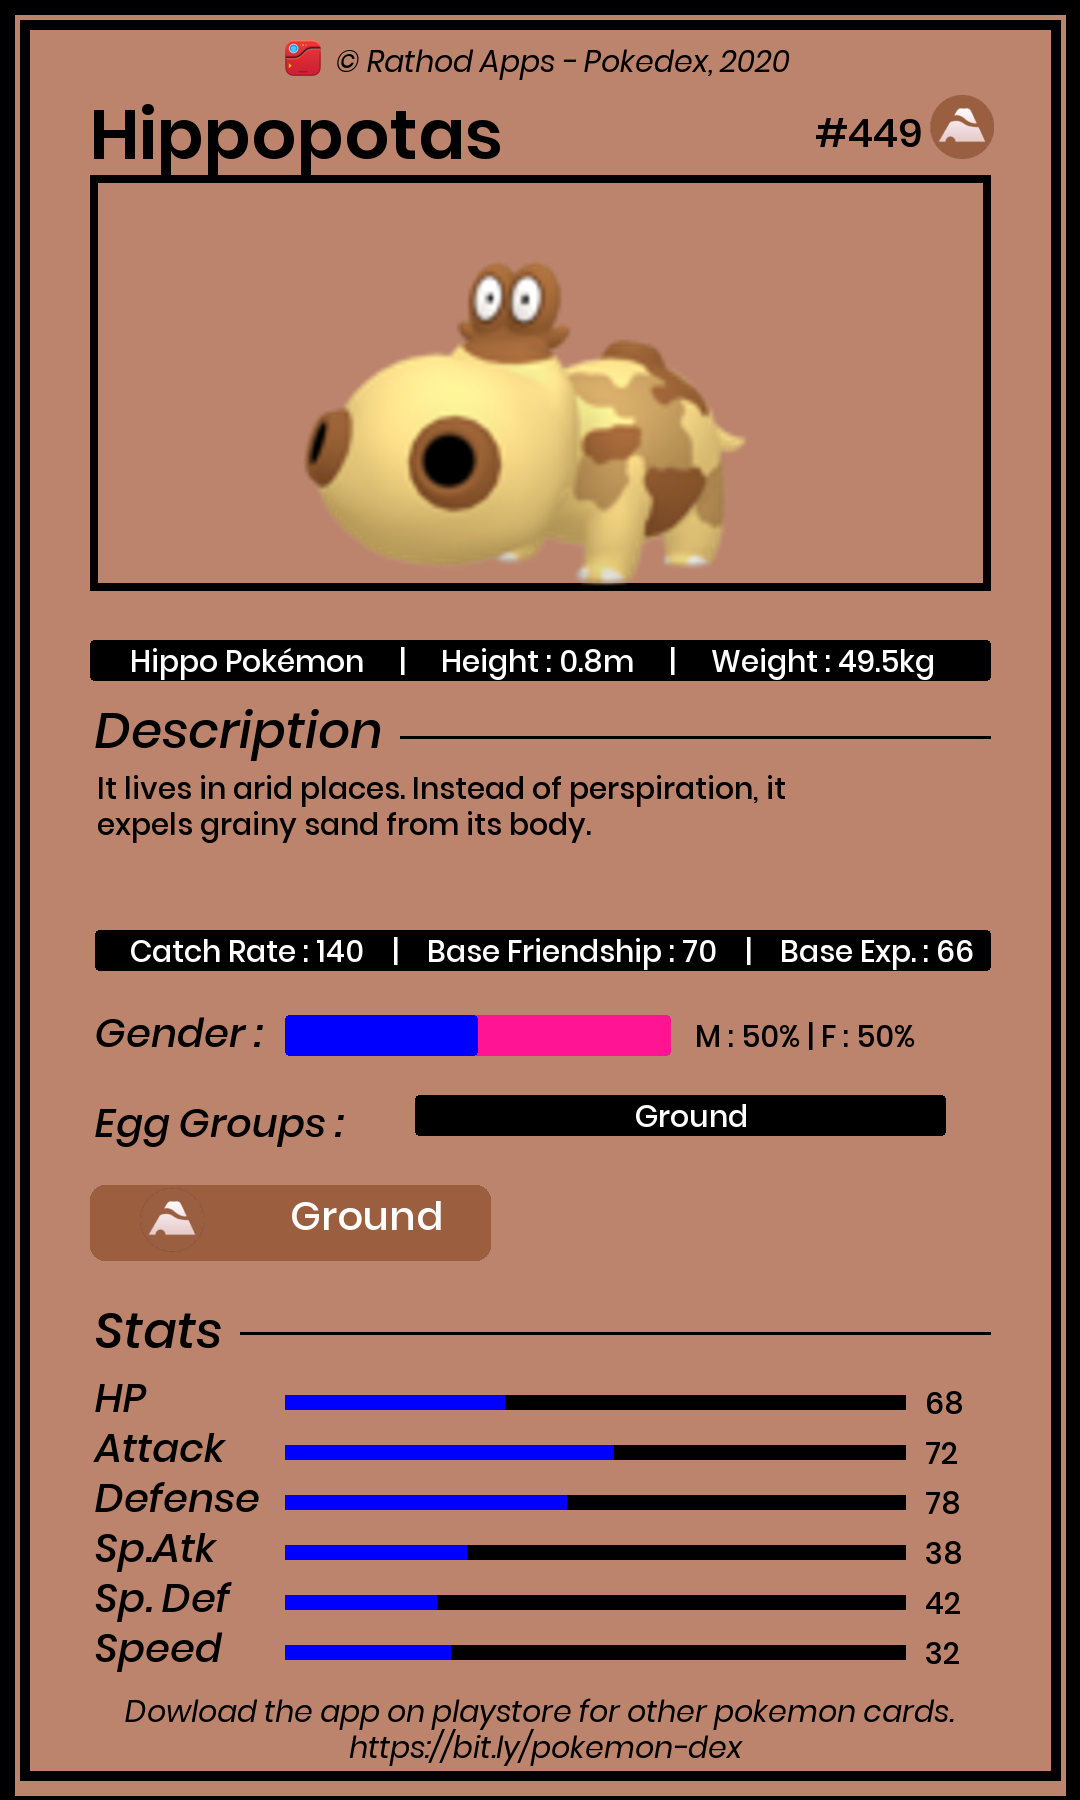 © Rathod Apps - Pokedex, 2020
Hippopotas #449
Hippo Pokémon | Height : 0.8m | Weight : 49.5kg
Description
It lives in arid places. Instead of perspiration, it
expels grainy sand from its body.
Catch Rate : 140 | Base Friendship : 70 | Base Exp. : 66
Gender : M : 50% | F : 50%
Egg Groups : Ground
Ground
Stats
HP 68
Attack 72
Defense 78
Sp.Atk 38
Sp. Def 42
Speed 32
Dowload the app on playstore for other pokemon cards.
https://bit.ly/pokemon-dex